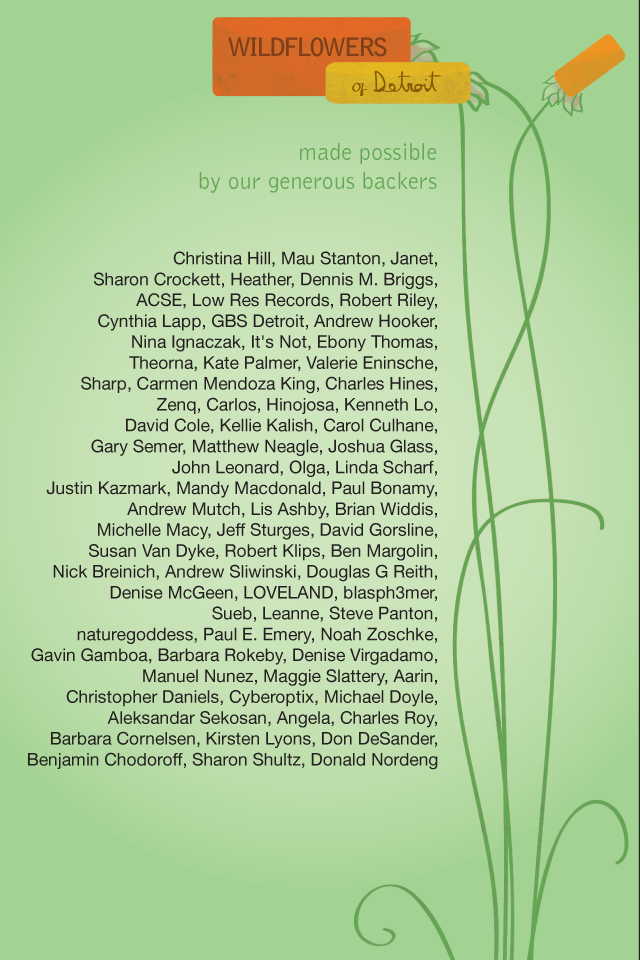 WILDFLOWERS
of Detroit
made possible
by our generous backers
Christina Hill, Mau Stanton, Janet,
Sharon Crockett, Heather, Dennis M. Briggs,
ACSE, Low Res Records, Robert Riley,
Cynthia Lapp, GBS Detroit, Andrew Hooker,
Nina Ignaczak, It's Not, Ebony Thomas,
Theorna, Kate Palmer, Valerie Eninsche,
Sharp, Carmen Mendoza King, Charles Hines,
Zenq, Carlos, Hinojosa, Kenneth Lo,
David Cole, Kellie Kalish, Carol Culhane,
Gary Semer, Matthew Neagle, Joshua Glass,
John Leonard, Olga, Linda Scharf,
Justin Kazmark, Mandy Macdonald, Paul Bonamy,
Andrew Mutch, Lis Ashby, Brian Widdis,
Michelle Macy, Jeff Sturges, David Gorsline,
Susan Van Dyke, Robert Klips, Ben Margolin,
Nick Breinich, Andrew Sliwinski, Douglas G Reith,
Denise McGeen, LOVELAND, blasph3mer,
Sueb, Leanne, Steve Panton,
naturegoddess, Paul E. Emery, Noah Zoschke,
Gavin Gamboa, Barbara Rokeby, Denise Virgadamo,
Manuel Nunez, Maggie Slattery, Aarin,
Christopher Daniels, Cyberoptix, Michael Doyle,
Aleksandar Sekosan, Angela, Charles Roy,
Barbara Cornelsen, Kirsten Lyons, Don DeSander,
Benjamin Chodoroff, Sharon Shultz, Donald Nordeng